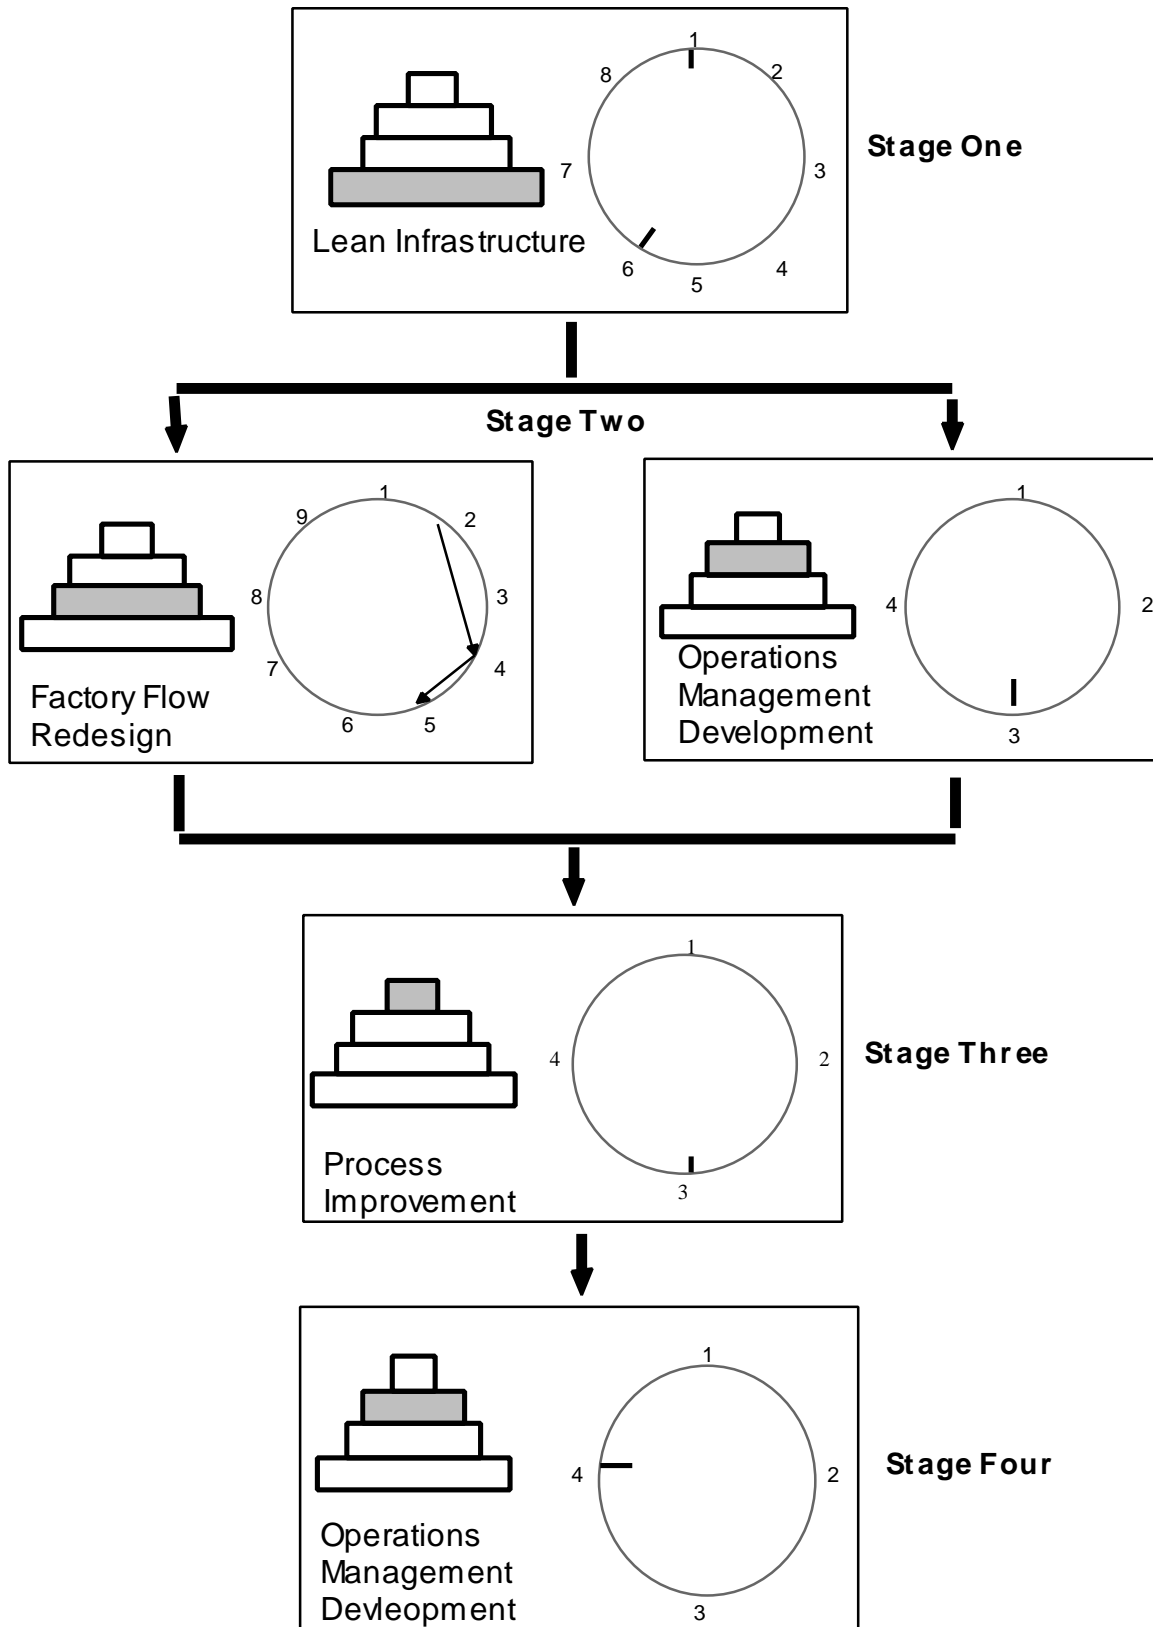 1
8
2
Stage One
7
3
Lean Infrastructure
6
4
5
Stage Two
1
9
2
8
3
7
4
6
5
Factory Flow
Redesign
1
4
2
Operations
Management
Development
3
1
4
2
Stage Three
Process
Improvement
3
1
4
2
Stage Four
Operations
Management
Devleopment
3